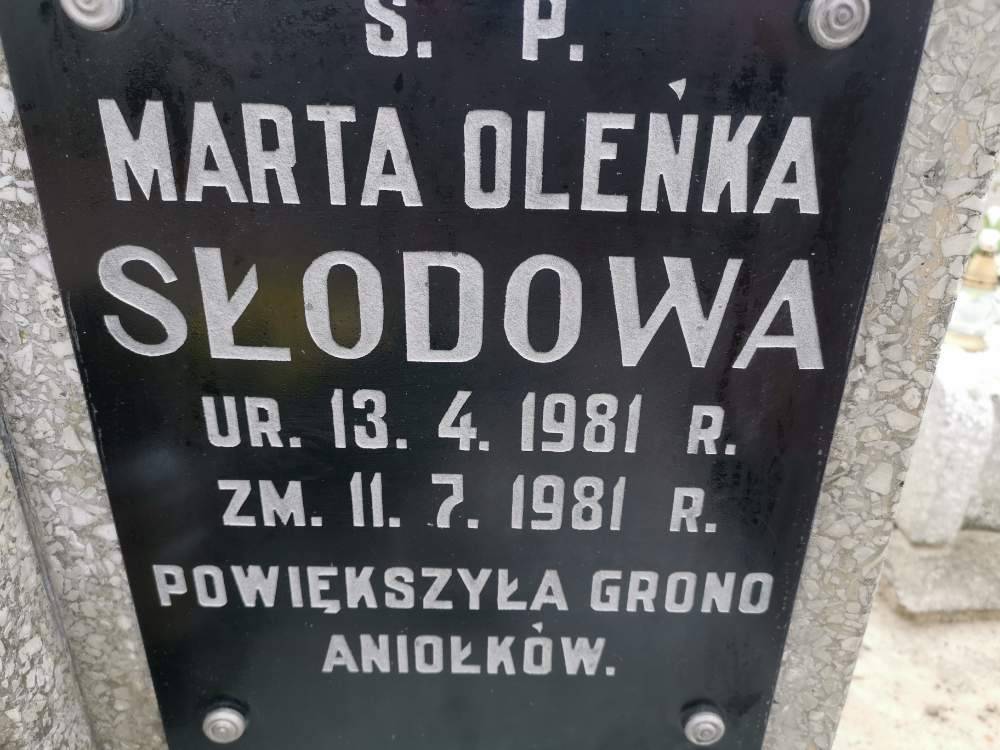 Ś. P.
MARTA OLEŃKA
SŁODOWA
UR. 13. 4. 1981 R.
ZM. 11. 7. 1981 R.
POWIĘKSZYŁA GRONO
ANIOŁKÓW.